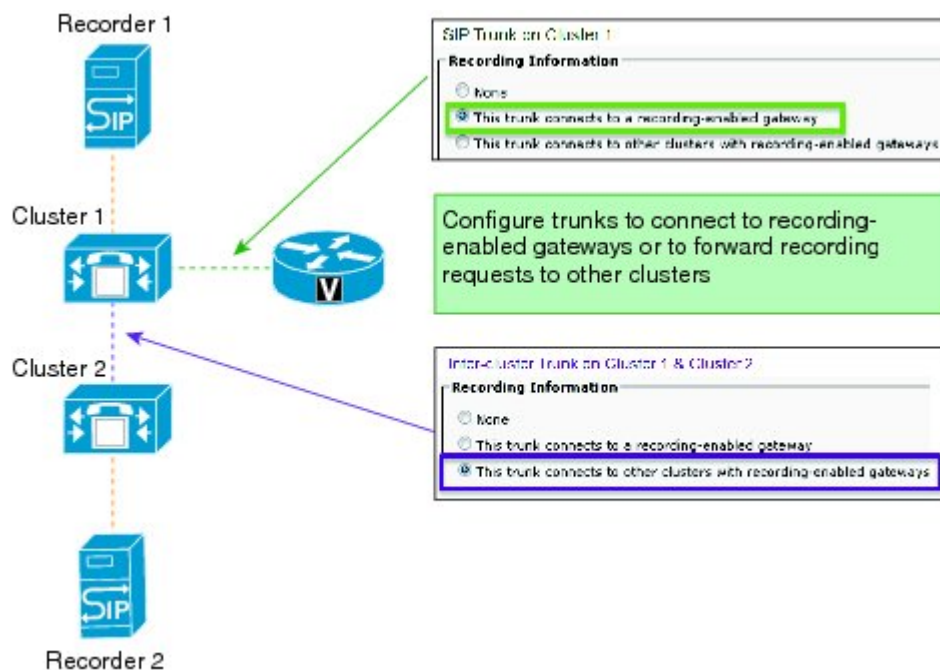 Recorder 1
SIP
Cluster 1
V
Cluster 2
SIP
Recorder 2
SIP Trunk on Cluster 1
Recording Information
None
This trunk connects to a recording-enabled gateway
This trunk connects to other clusters with recording-enabled gateways
Configure trunks to connect to recording-
enabled gateways or to forward recording
requests to other clusters
Inter-cluster Trunk on Cluster 1 & Cluster 2
Recording Information
None
This trunk connects to a recording-enabled gateway
This trunk connects to other clusters with recording-enabled gateways